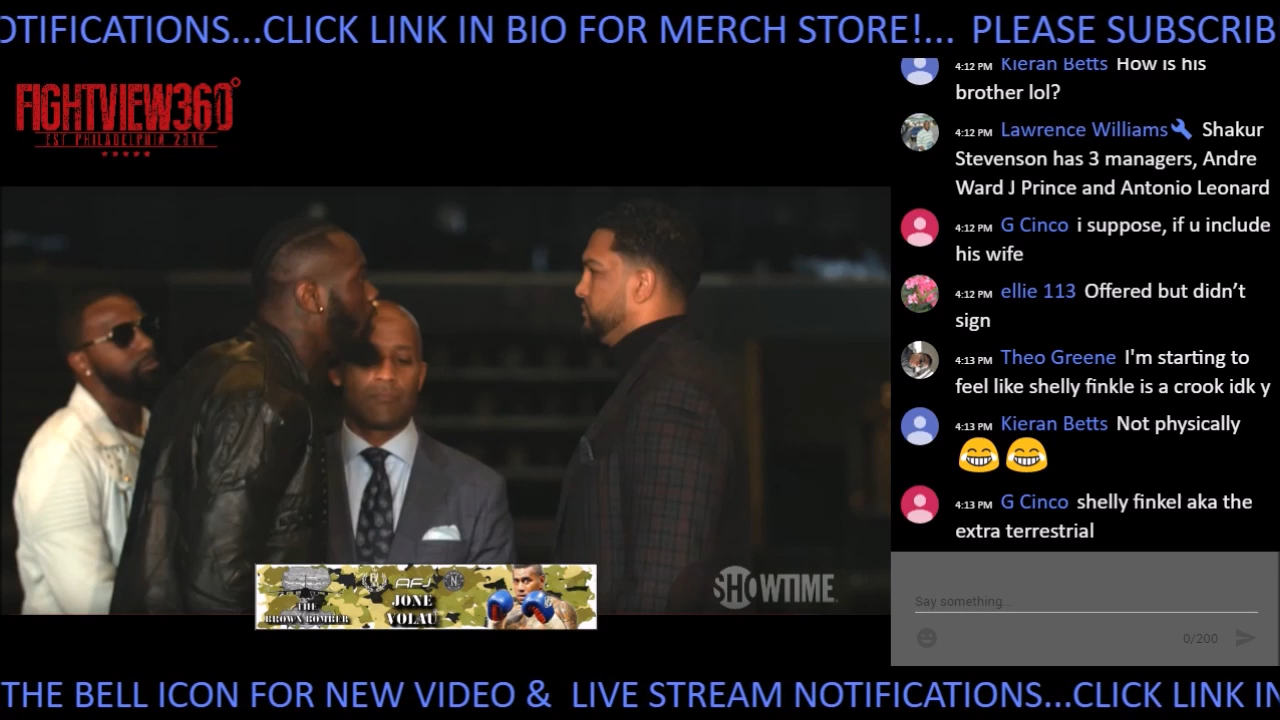 OTIFICATIONS...CLICK LINK IN BIO FOR MERCH STORE!... PLEASE SUBSCRIB
FIGHTVIEW360°
EST PHILADELPHIA 2016
4:12 PM Kieran Betts How is his
brother lol?
4:12 PM Lawrence Williams Shakur
Stevenson has 3 managers, Andre
Ward J Prince and Antonio Leonard
4:12 PM G Cinco i suppose, if u include
his wife
4:12 PM ellie 113 Offered but didn’t
sign
4:13 PM Theo Greene I'm starting to
feel like shelly finkle is a crook idk y
4:13 PM Kieran Betts Not physically
😂 😂
4:13 PM G Cinco shelly finkel aka the
extra terrestrial
Say something...
0/200
AFJ
N
THE
BROWN BOMBER
JONE
VOLAU
SHOWTIME.
THE BELL ICON FOR NEW VIDEO & LIVE STREAM NOTIFICATIONS...CLICK LINK IN